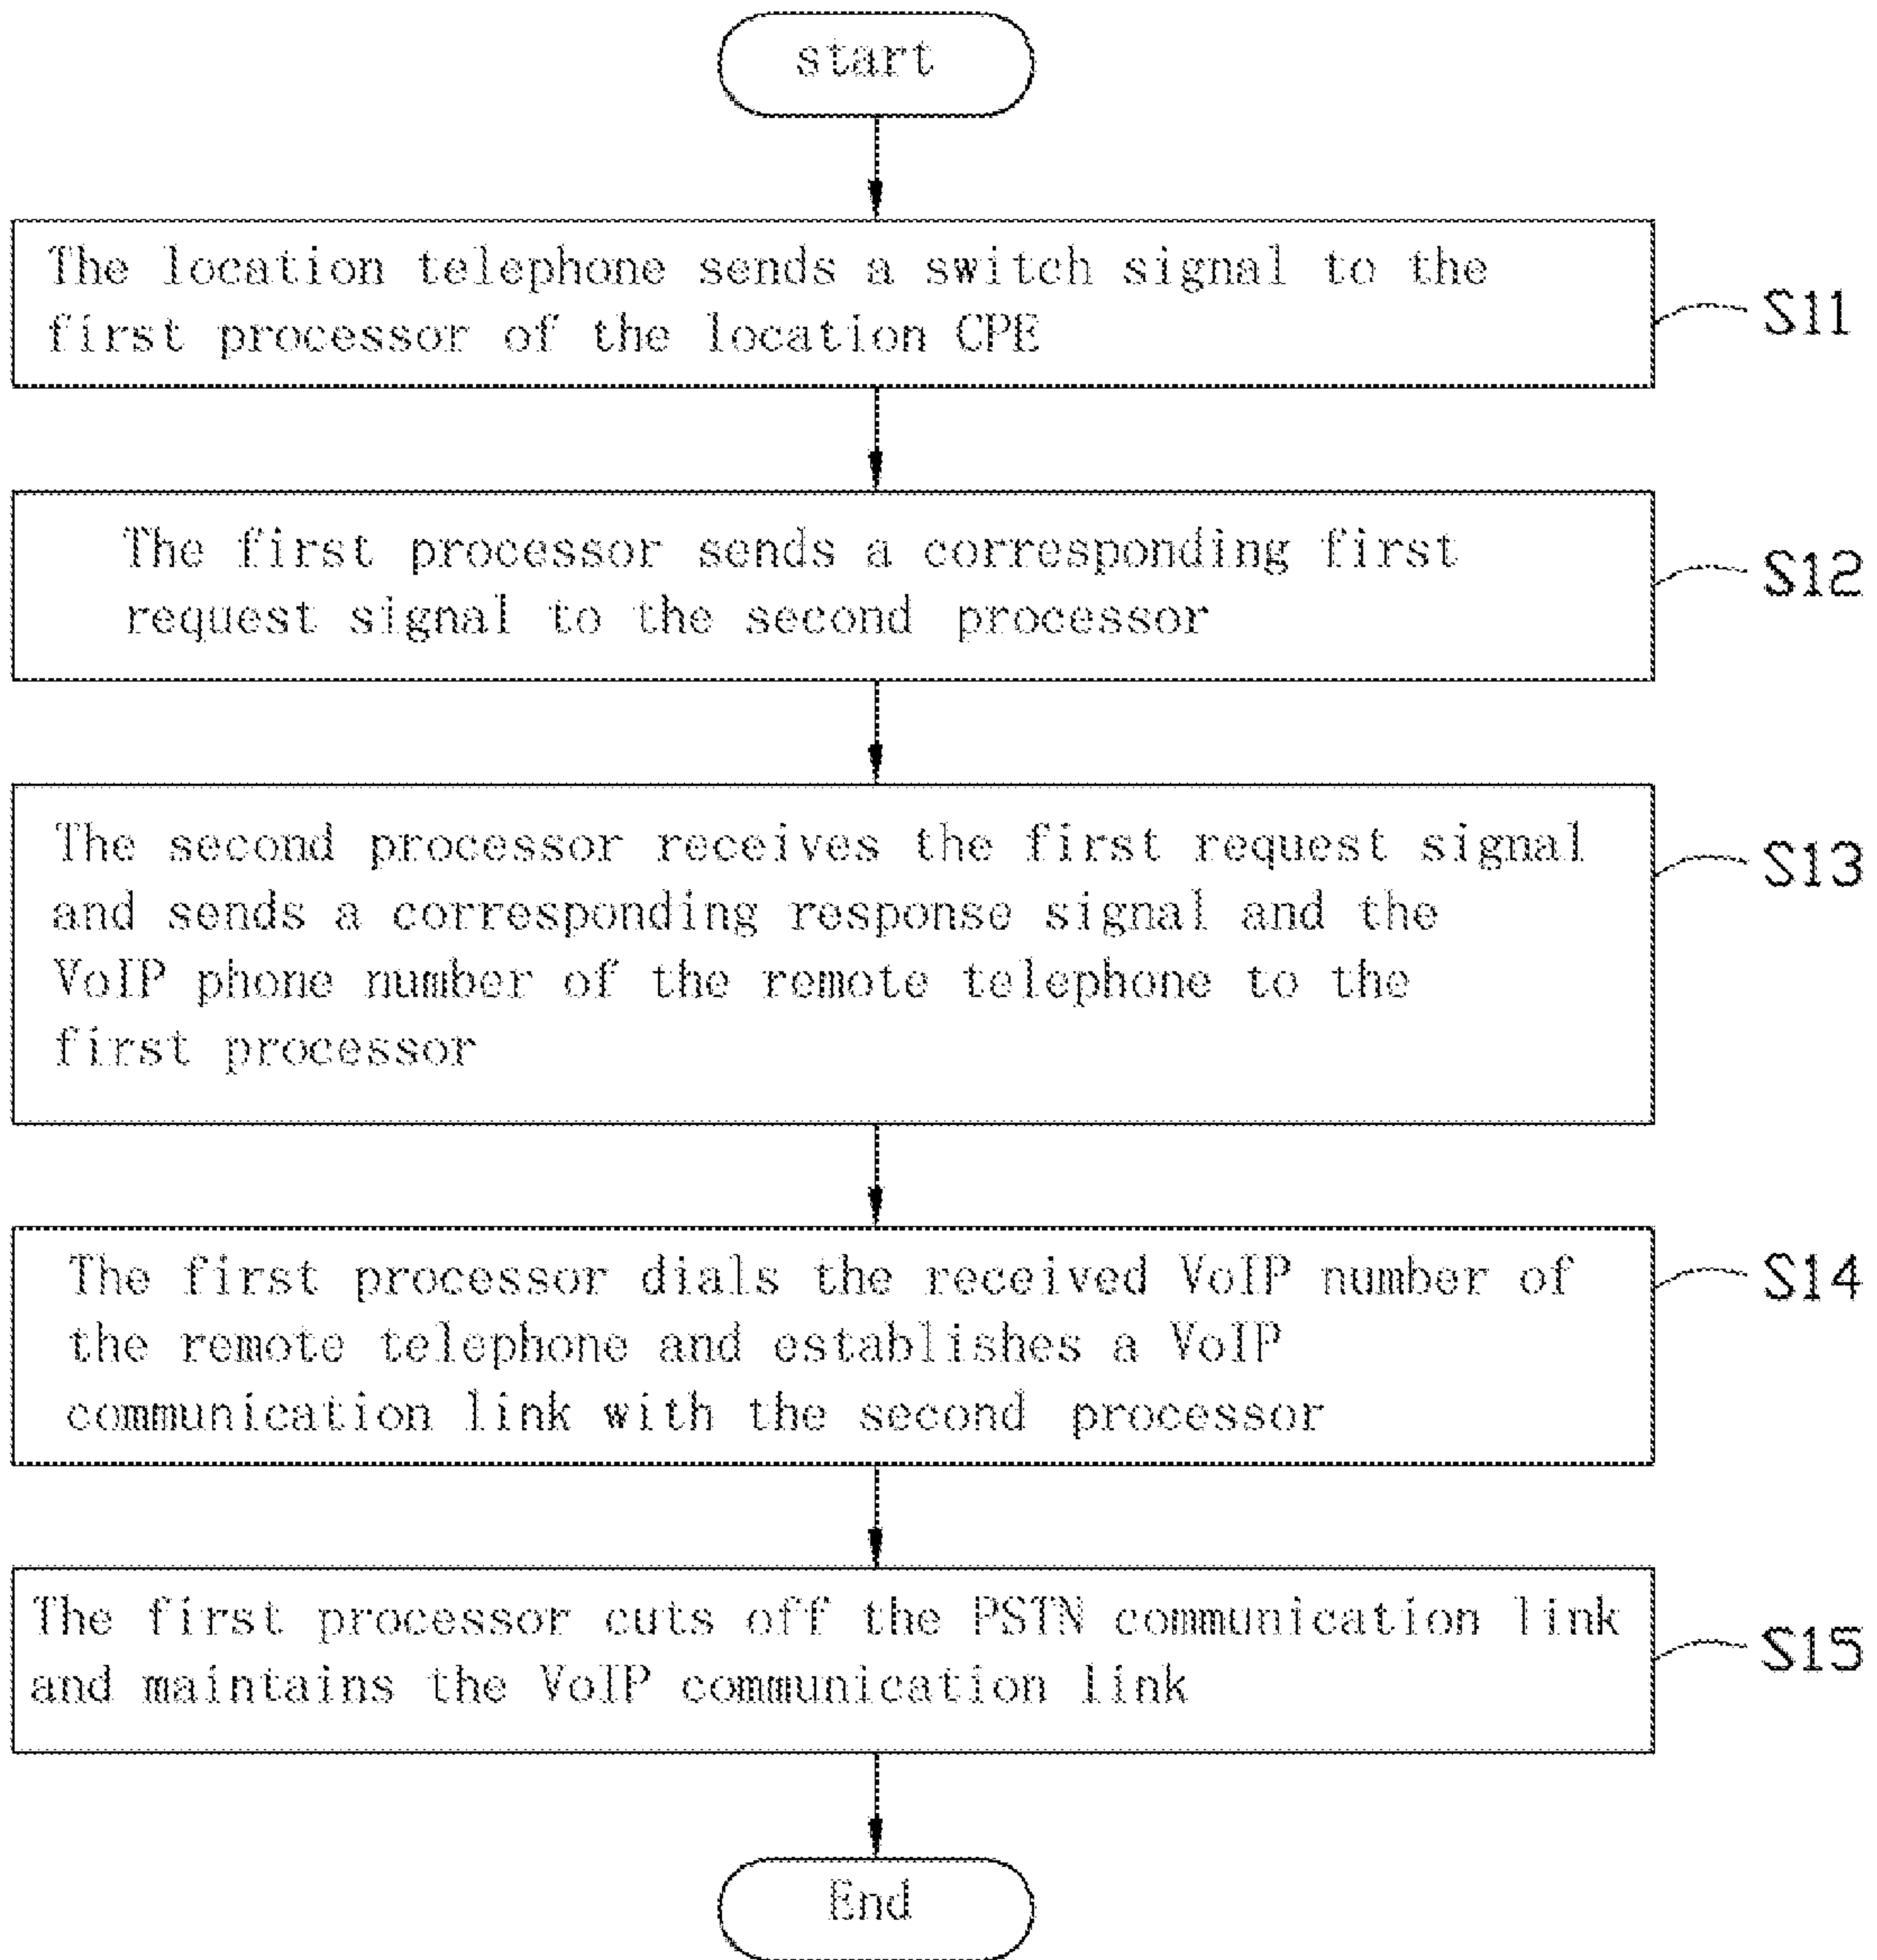 start
The location telephone sends a switch signal to the
first processor of the location CPE
S11
The first processor sends a corresponding first
request signal to the second processor
S12
The second processor receives the first request signal
and sends a corresponding response signal and the
VoIP phone number of the remote telephone to the
first processor
S13
The first processor dials the received VoIP number of
the remote telephone and establishes a VoIP
communication link with the second processor
S14
The first processor cuts off the PSTN communication link
and maintains the VoIP communication link
S15
End